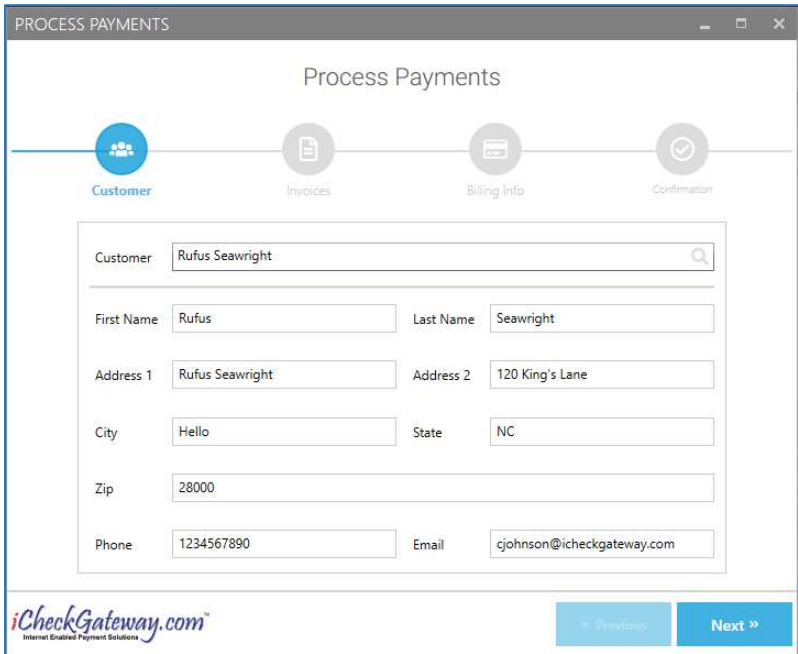 PROCESS PAYMENTS
Process Payments
Customer Invoices Billing Info Confirmation
Customer Rufus Seawright
First Name Rufus Last Name Seawright
Address 1 Rufus Seawright Address 2 120 King's Lane
City Hello State NC
Zip 28000
Phone 1234567890 Email cjohnson@icheckgateway.com
iCheckGateway.com™
Internet Enabled Payment Solutions
« Previous Next »